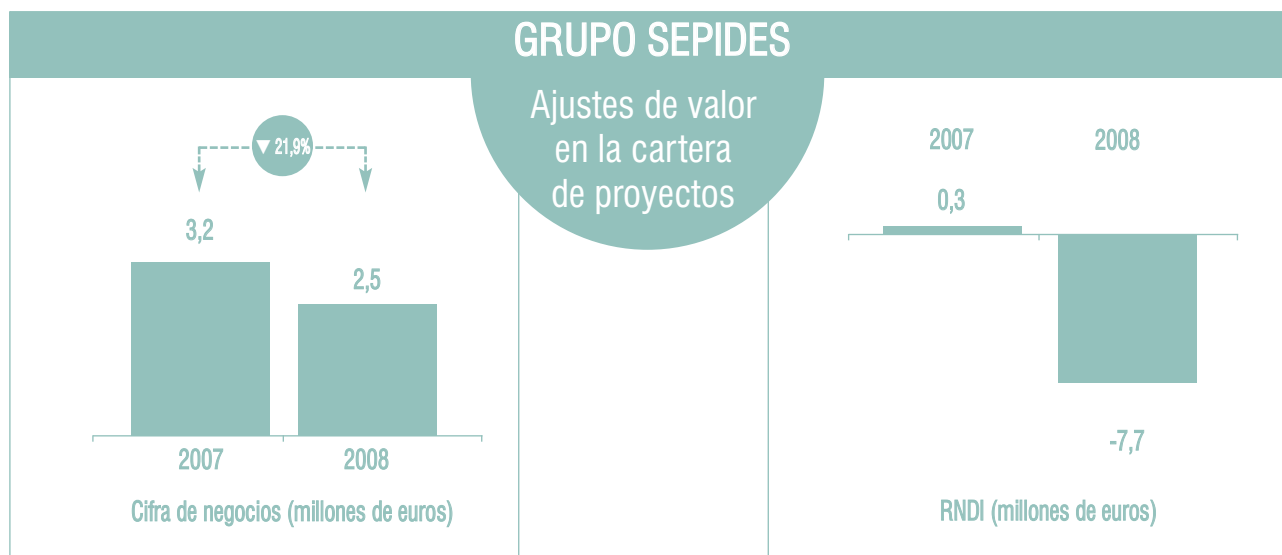 GRUPO SEPIDES
Ajustes de valor
en la cartera
de proyectos
▼ 21,9%
3,2
2,5
2007
2008
Cifra de negocios (millones de euros)
2007
2008
0,3
-7,7
RNDI (millones de euros)